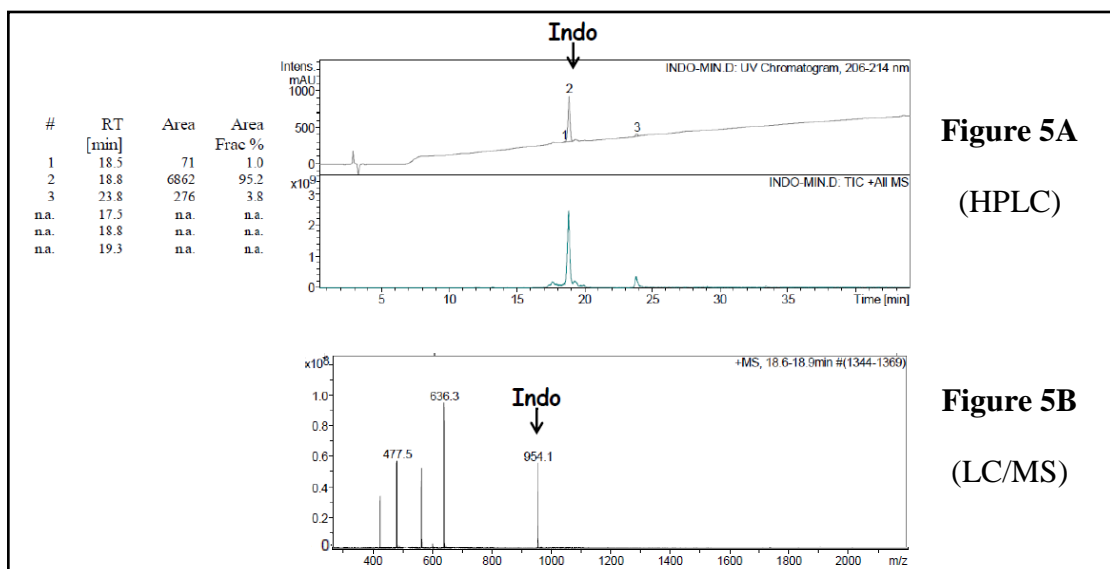 Indo
Intens.
mAU
INDO-MIN.D: UV Chromatogram, 206-214 nm
1000
500
0
2
1
3
# RT Area Area
[min] Frac %
1 18.5 71 1.0
2 18.8 6862 95.2
3 23.8 276 3.8
n.a. 17.5 n.a. n.a.
n.a. 18.8 n.a. n.a.
n.a. 19.3 n.a. n.a.
Figure 5A
(HPLC)
x10⁹
INDO-MIN.D: TIC +All MS
3
2
1
0
5 10 15 20 25 30 35 Time [min]
x10⁸
+MS, 18.6-18.9min #(1344-1369)
1.0
0.8
0.6
0.4
0.2
0
636.3
Indo
477.5
954.1
400 600 800 1000 1200 1400 1600 1800 2000 m/z
Figure 5B
(LC/MS)